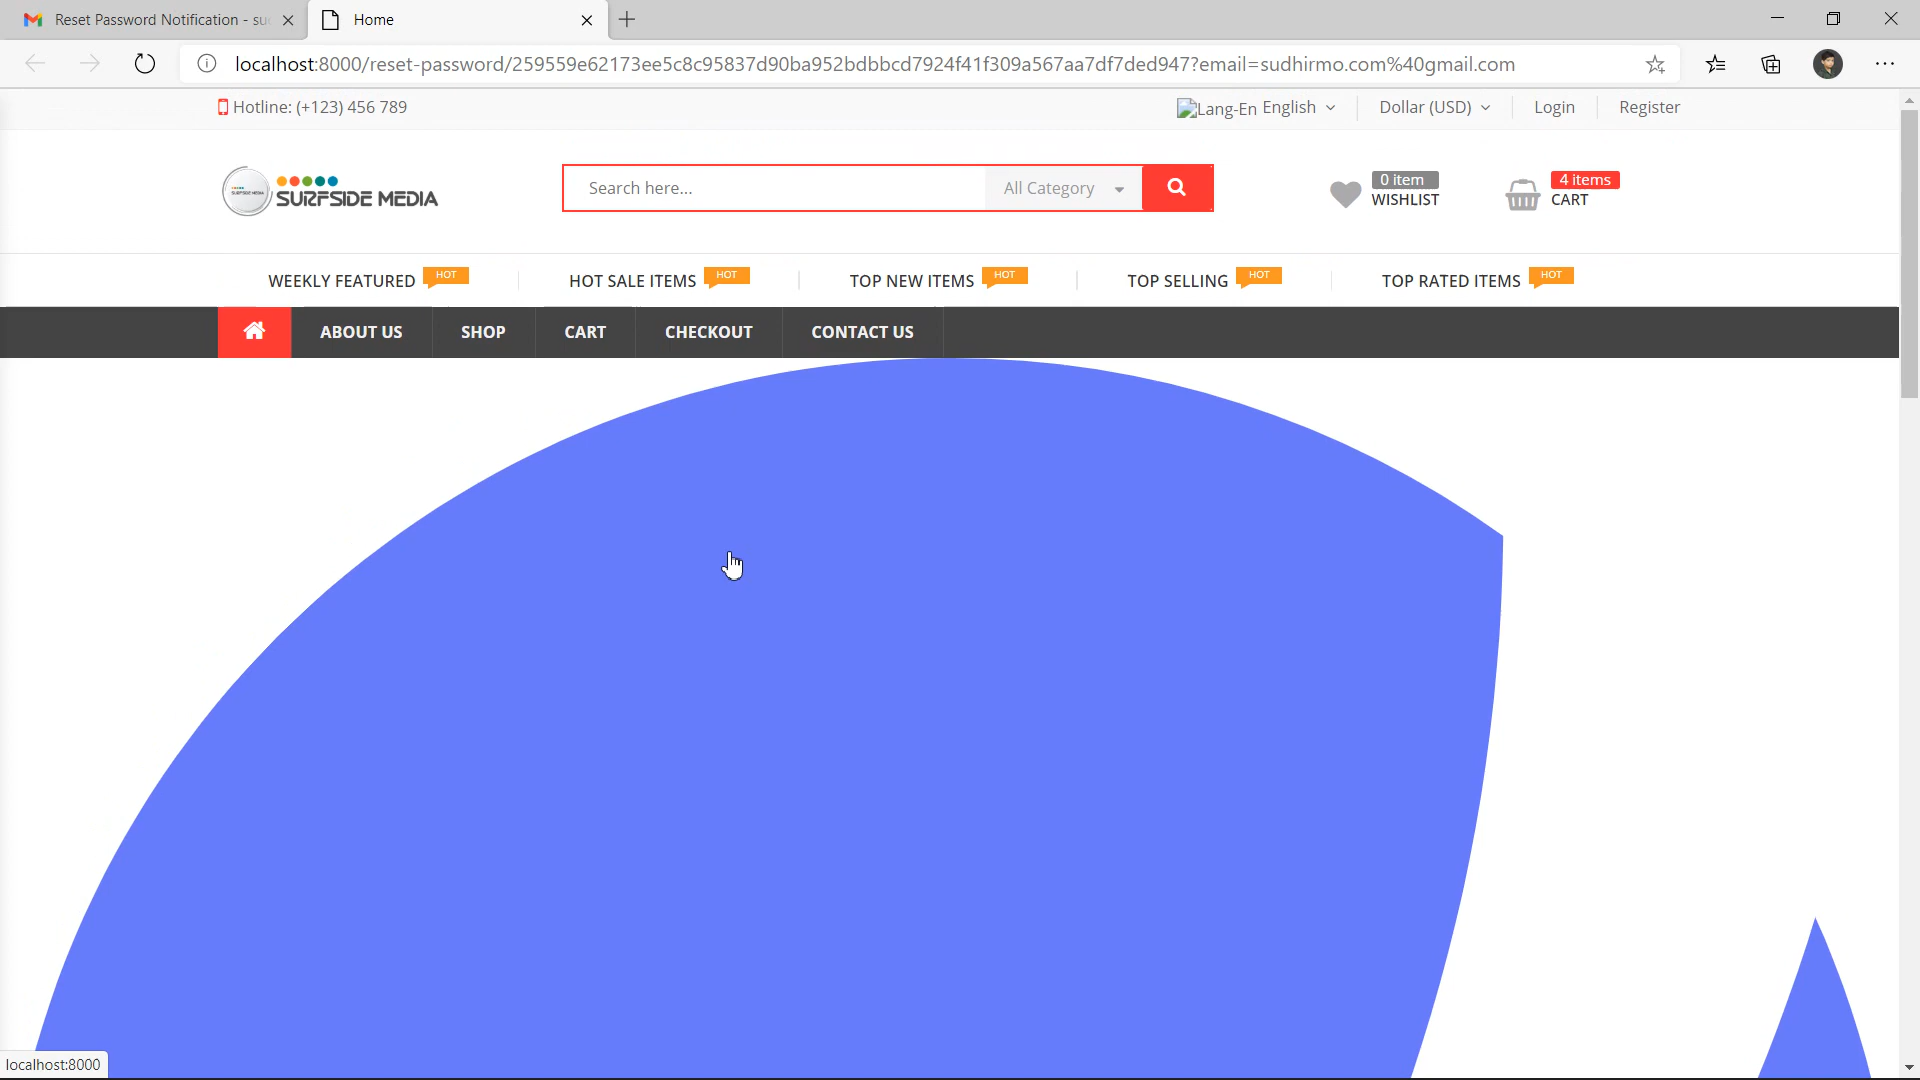 Reset Password Notification - su
Home
localhost:8000/reset-password/259559e62173ee5c8c95837d90ba952bdbbcd7924f41f309a567aa7df7ded947?email=sudhirmo.com%40gmail.com
Hotline: (+123) 456 789
Lang-En English
Dollar (USD)
Login
Register
SURFSIDE MEDIA
Search here...
All Category
0 item
WISHLIST
4 items
CART
WEEKLY FEATURED HOT
HOT SALE ITEMS HOT
TOP NEW ITEMS HOT
TOP SELLING HOT
TOP RATED ITEMS HOT
ABOUT US
SHOP
CART
CHECKOUT
CONTACT US
localhost:8000